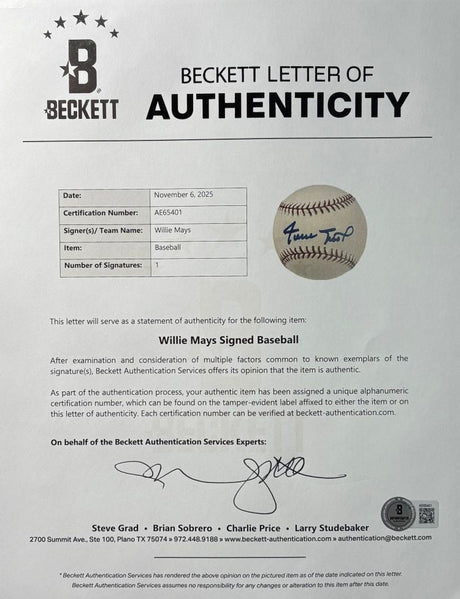 BECKETT
BECKETT LETTER OF
AUTHENTICITY
Date: November 6, 2025
Certification Number: AE65401
Signer(s)/ Team Name: Willie Mays
Item: Baseball
Number of Signatures: 1
Willie Mays
This letter will serve as a statement of authenticity for the following item:
Willie Mays Signed Baseball
After examination and consideration of multiple factors common to known exemplars of the
signature(s), Beckett Authentication Services offers its opinion that the item is authentic.
As part of the authentication process, your authentic item has been assigned a unique alphanumeric
certification number, which can be found on the tamper-evident label affixed to either the item or on
this letter of authenticity. Each certification number can be verified at beckett-authentication.com.
On behalf of the Beckett Authentication Services Experts:
Steve Grad • Brian Sobrero • Charlie Price • Larry Studebaker
2700 Summit Ave., Ste 100, Plano TX 75074 » 972.448.9188 » www.beckett-authentication.com » authentication@beckett.com
* Beckett Authentication Services has rendered the above opinion on the pictured item as of the date indicated on this letter.
Beckett Authentication Services assumes no responsibility for any changes or alteration to this item after this date.